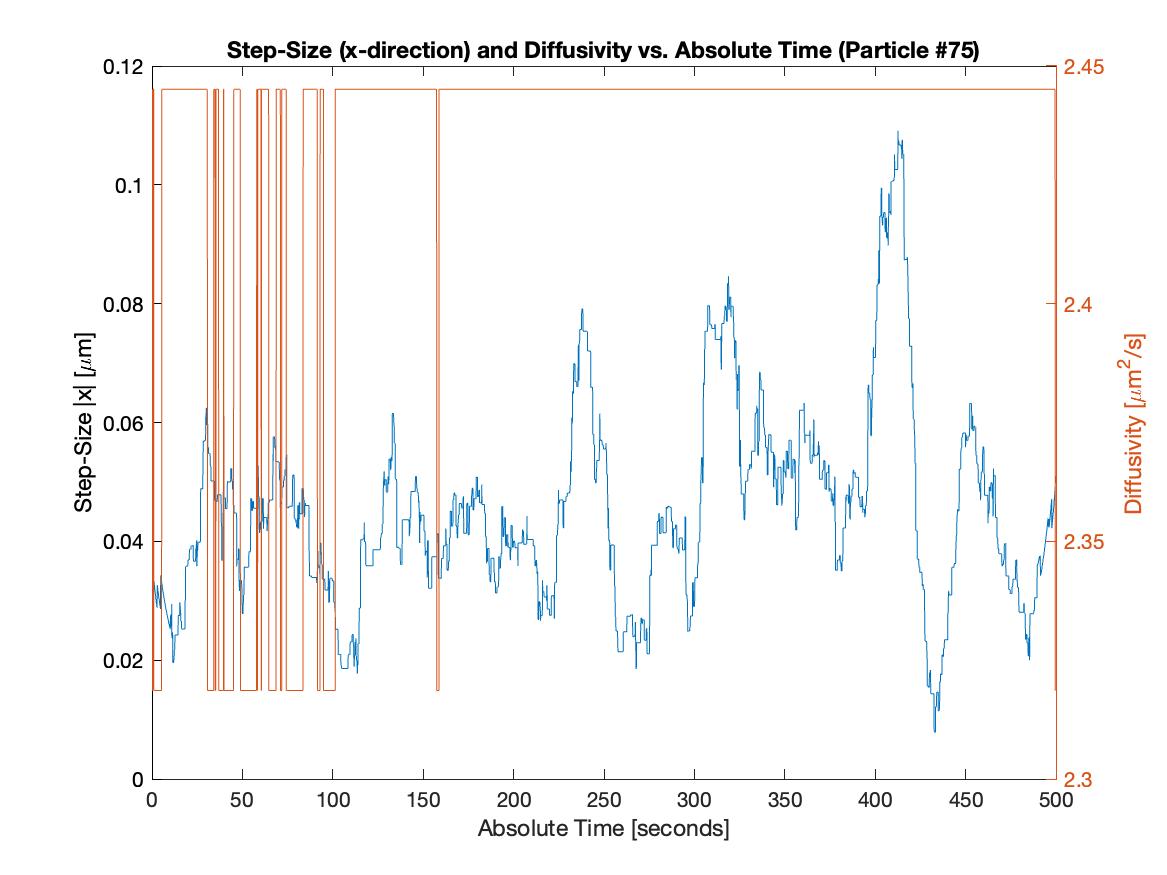 Step-Size (x-direction) and Diffusivity vs. Absolute Time (Particle #75)
0.12
0.1
0.08
0.06
0.04
0.02
0
Step-Size |x| [μm]
2.45
2.4
2.35
2.3
Diffusivity [μm²/s]
0 50 100 150 200 250 300 350 400 450 500
Absolute Time [seconds]